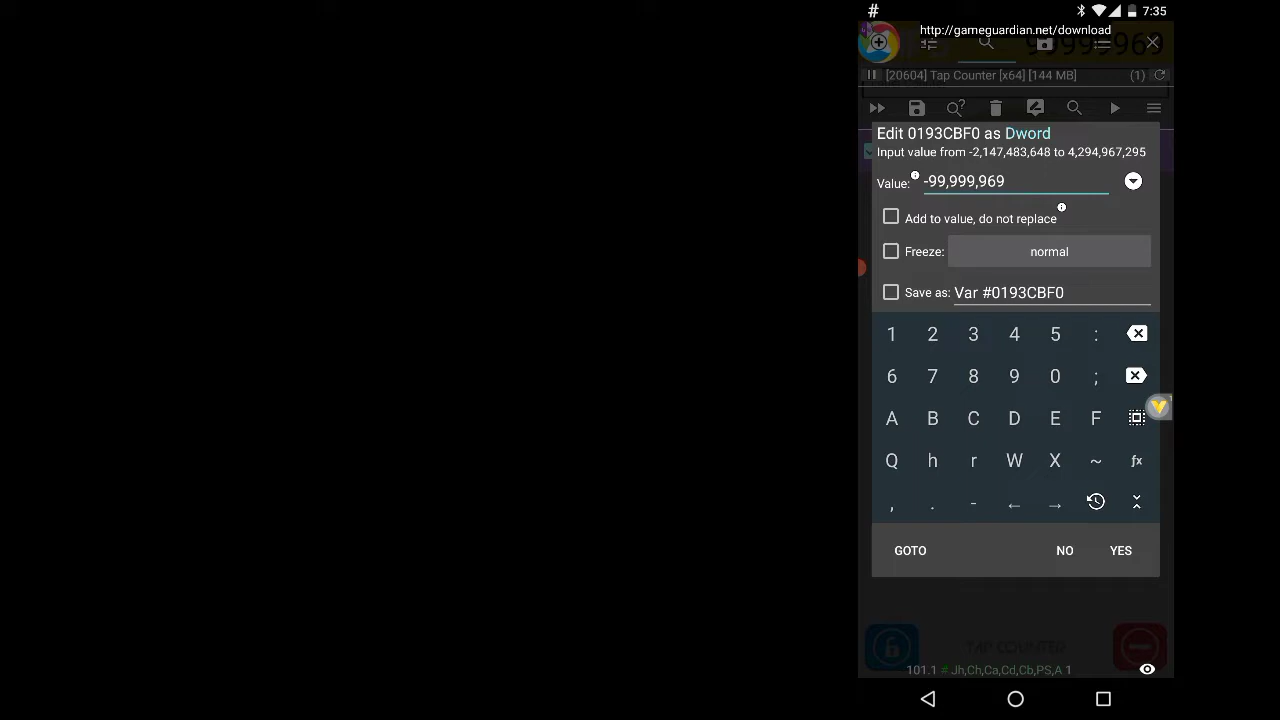 # 7:35
http://gameguardian.net/download
[20604] Tap Counter [x64] [144 MB] (1)
Edit 0193CBF0 as Dword
Input value from -2,147,483,648 to 4,294,967,295
Value: -99,999,969
Add to value, do not replace
Freeze: normal
Save as: Var #0193CBF0
1 2 3 4 5 :
6 7 8 9 0 ;
A B C D E F
Q h r W X ~ ƒx
, . - ← →
GOTO NO YES
TAP COUNTER
101.1 # Jh,Ch,Ca,Cd,Cb,PS,A 1